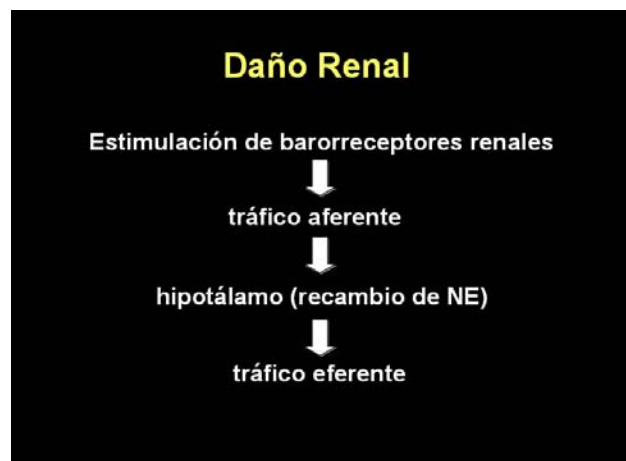 Daño Renal
Estimulación de barorreceptores renales
tráfico aferente
hipotálamo (recambio de NE)
tráfico eferente